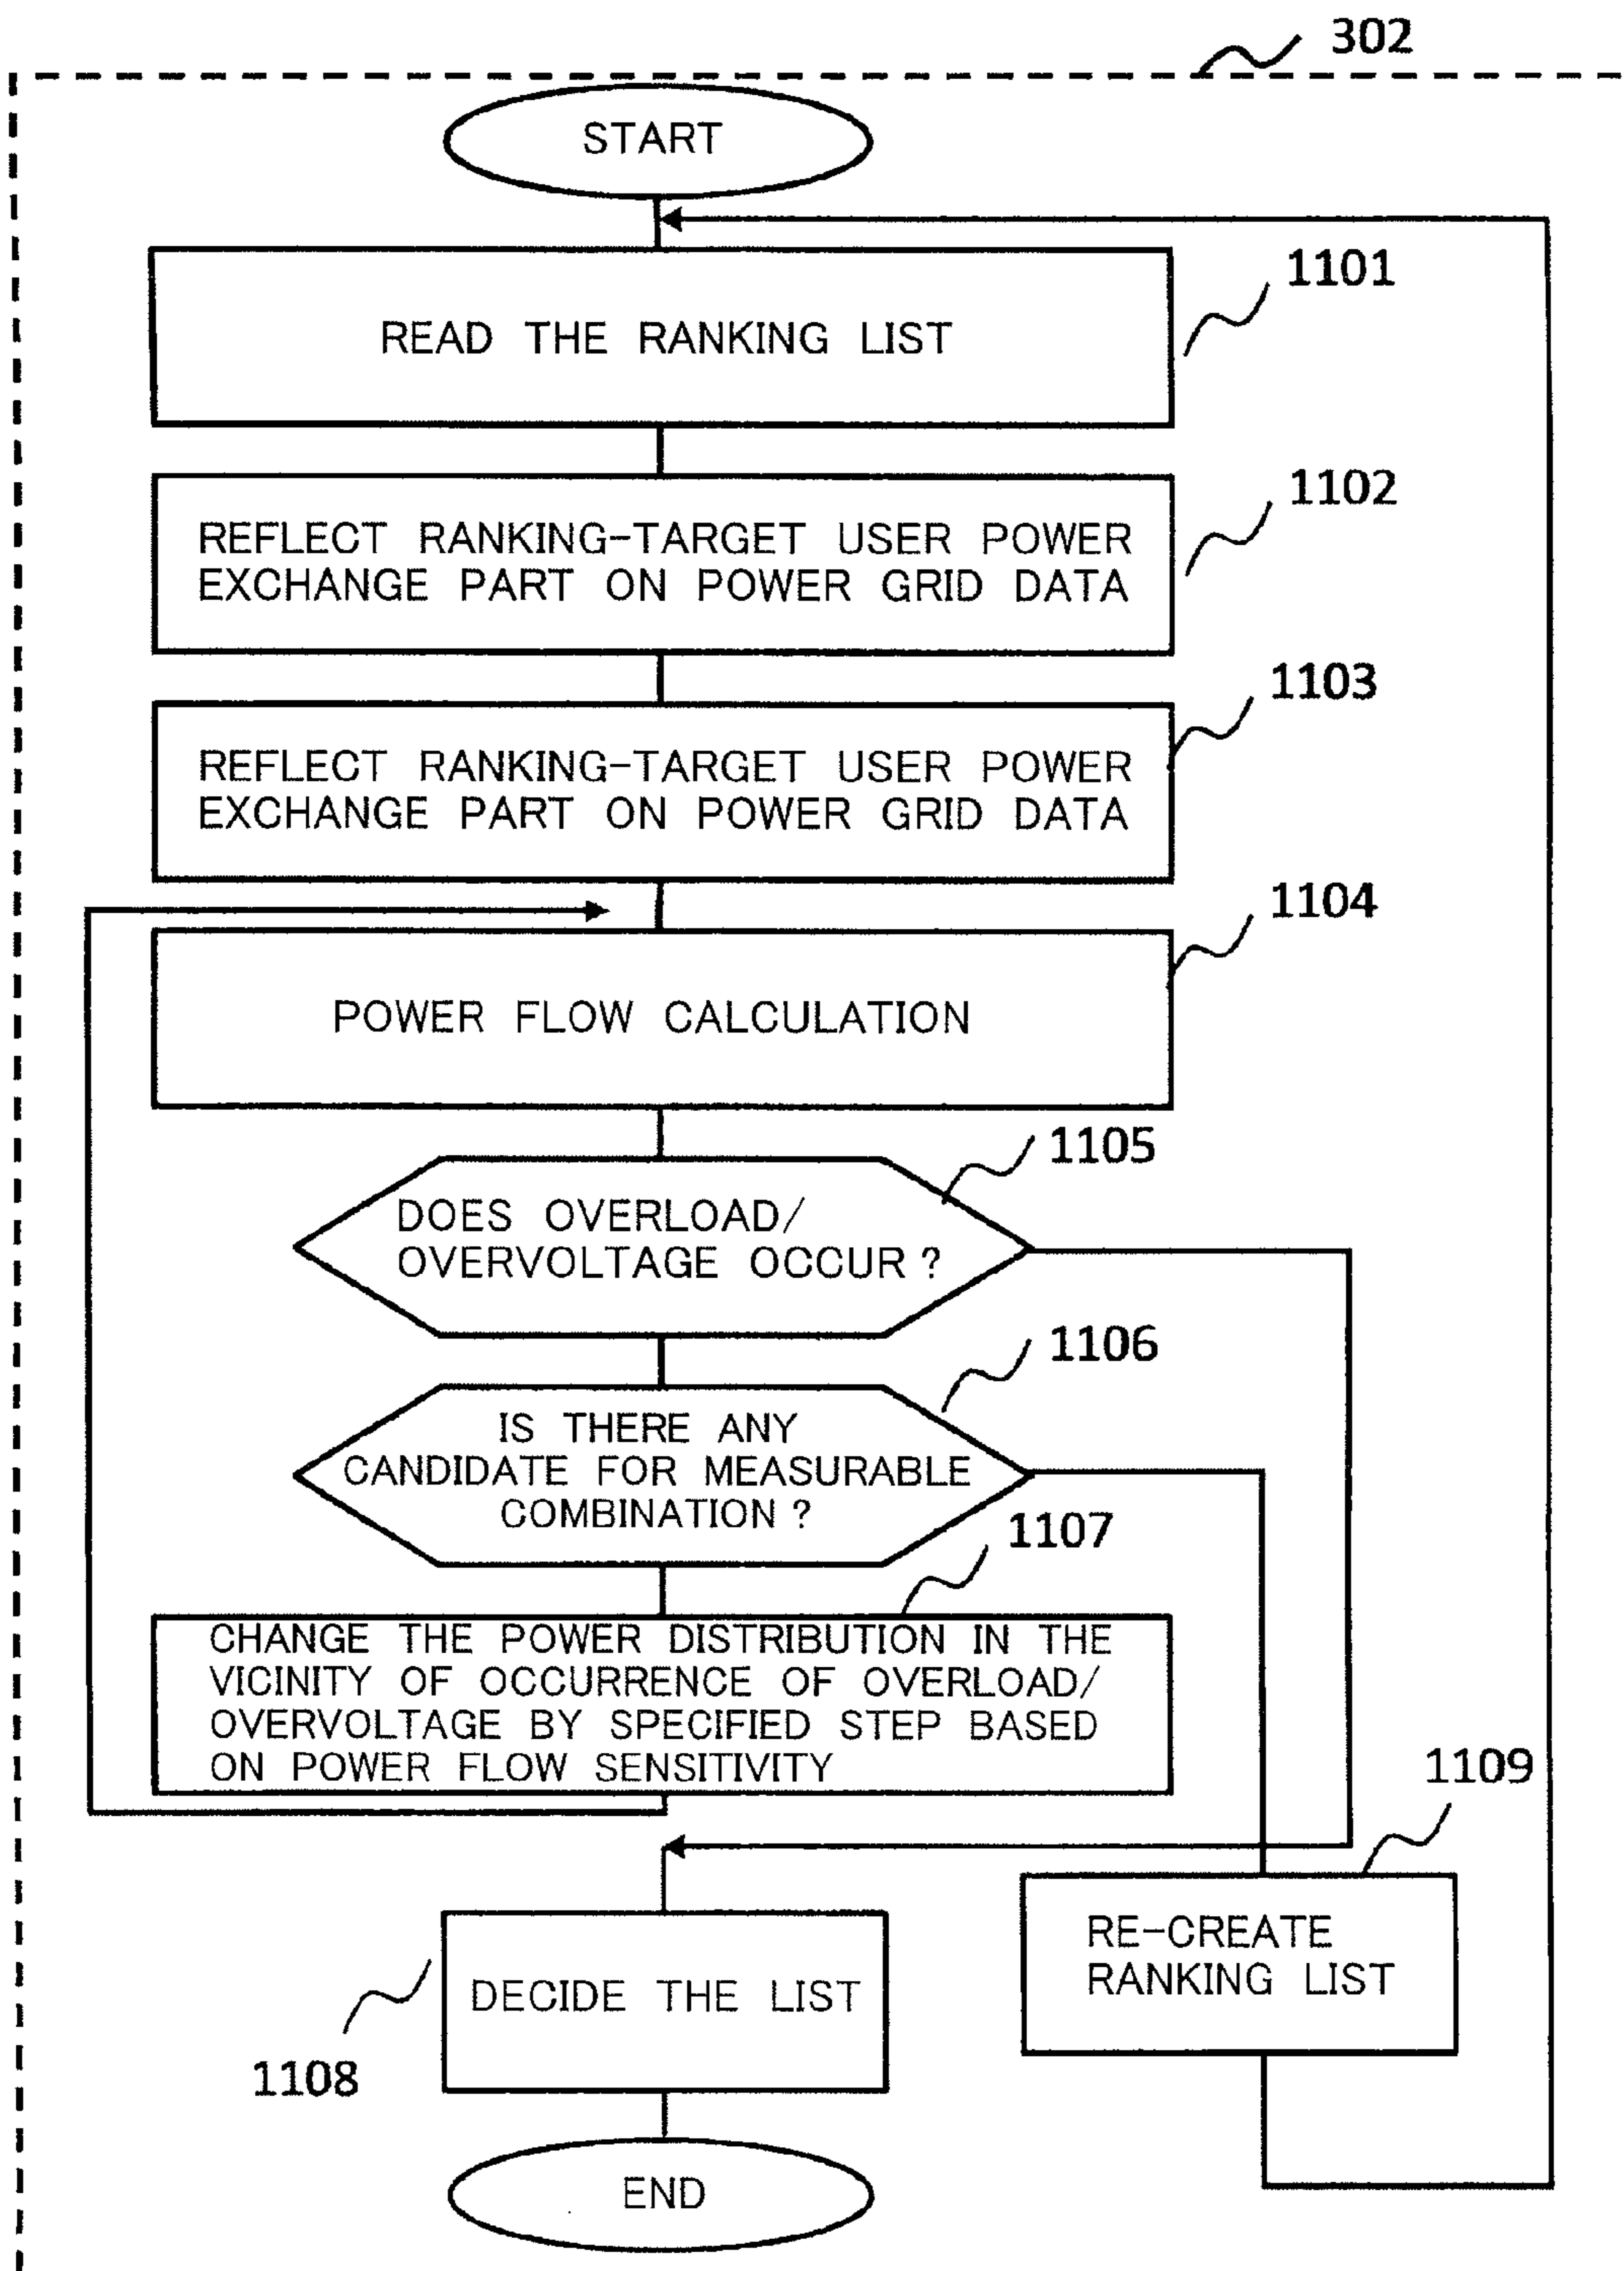 302
START
1101
READ THE RANKING LIST
1102
REFLECT RANKING-TARGET USER POWER
EXCHANGE PART ON POWER GRID DATA
1103
REFLECT RANKING-TARGET USER POWER
EXCHANGE PART ON POWER GRID DATA
1104
POWER FLOW CALCULATION
1105
DOES OVERLOAD/
OVERVOLTAGE OCCUR?
1106
IS THERE ANY
CANDIDATE FOR MEASURABLE
COMBINATION?
1107
CHANGE THE POWER DISTRIBUTION IN THE
VICINITY OF OCCURRENCE OF OVERLOAD/
OVERVOLTAGE BY SPECIFIED STEP BASED
ON POWER FLOW SENSITIVITY
1109
RE-CREATE
RANKING LIST
DECIDE THE LIST
1108
END